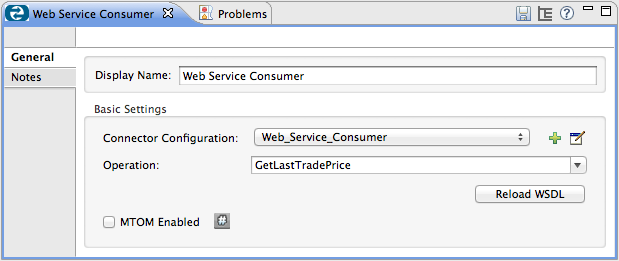 Web Service Consumer
Problems
General
Notes
Display Name: Web Service Consumer
Basic Settings
Connector Configuration: Web_Service_Consumer
Operation: GetLastTradePrice
Reload WSDL
MTOM Enabled #